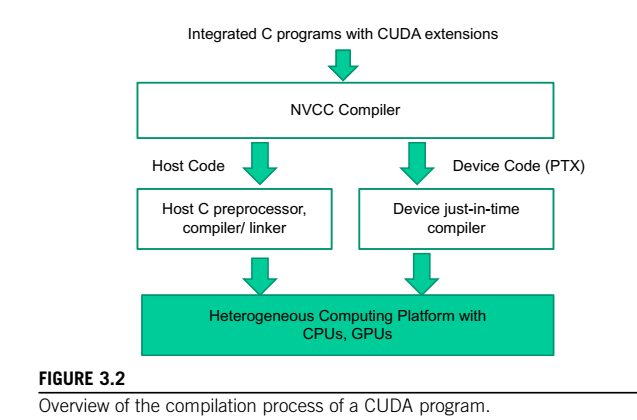 Integrated C programs with CUDA extensions
NVCC Compiler
Host Code
Device Code (PTX)
Host C preprocessor,
compiler/ linker
Device just-in-time
compiler
Heterogeneous Computing Platform with
CPUs, GPUs
FIGURE 3.2
Overview of the compilation process of a CUDA program.